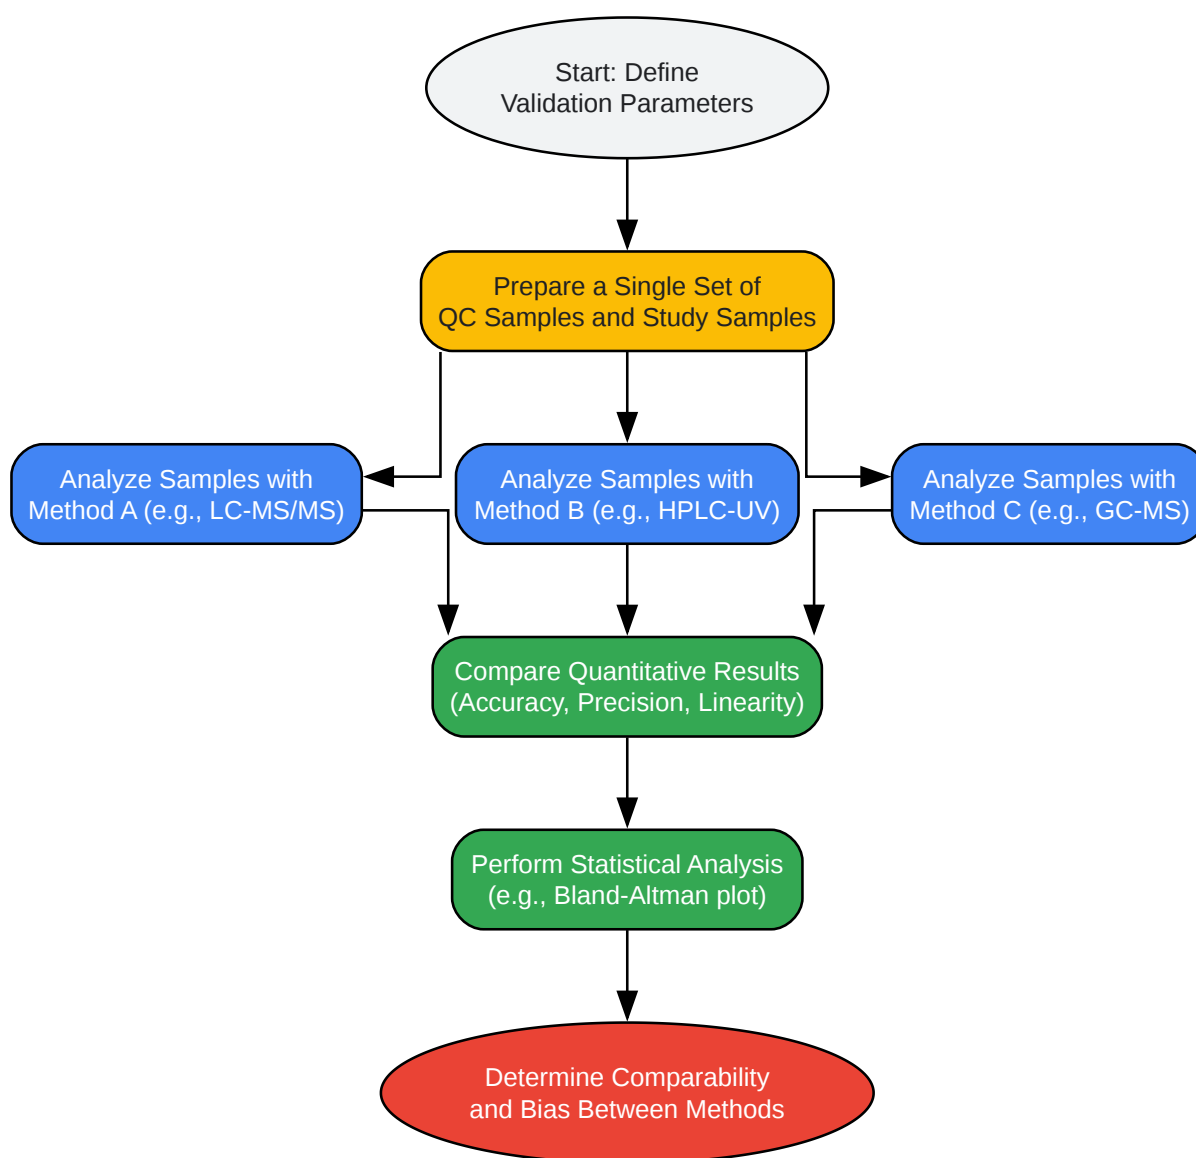 Start: Define
Validation Parameters
Prepare a Single Set of
QC Samples and Study Samples
Analyze Samples with
Method A (e.g., LC-MS/MS)
Analyze Samples with
Method B (e.g., HPLC-UV)
Analyze Samples with
Method C (e.g., GC-MS)
Compare Quantitative Results
(Accuracy, Precision, Linearity)
Perform Statistical Analysis
(e.g., Bland-Altman plot)
Determine Comparability
and Bias Between Methods